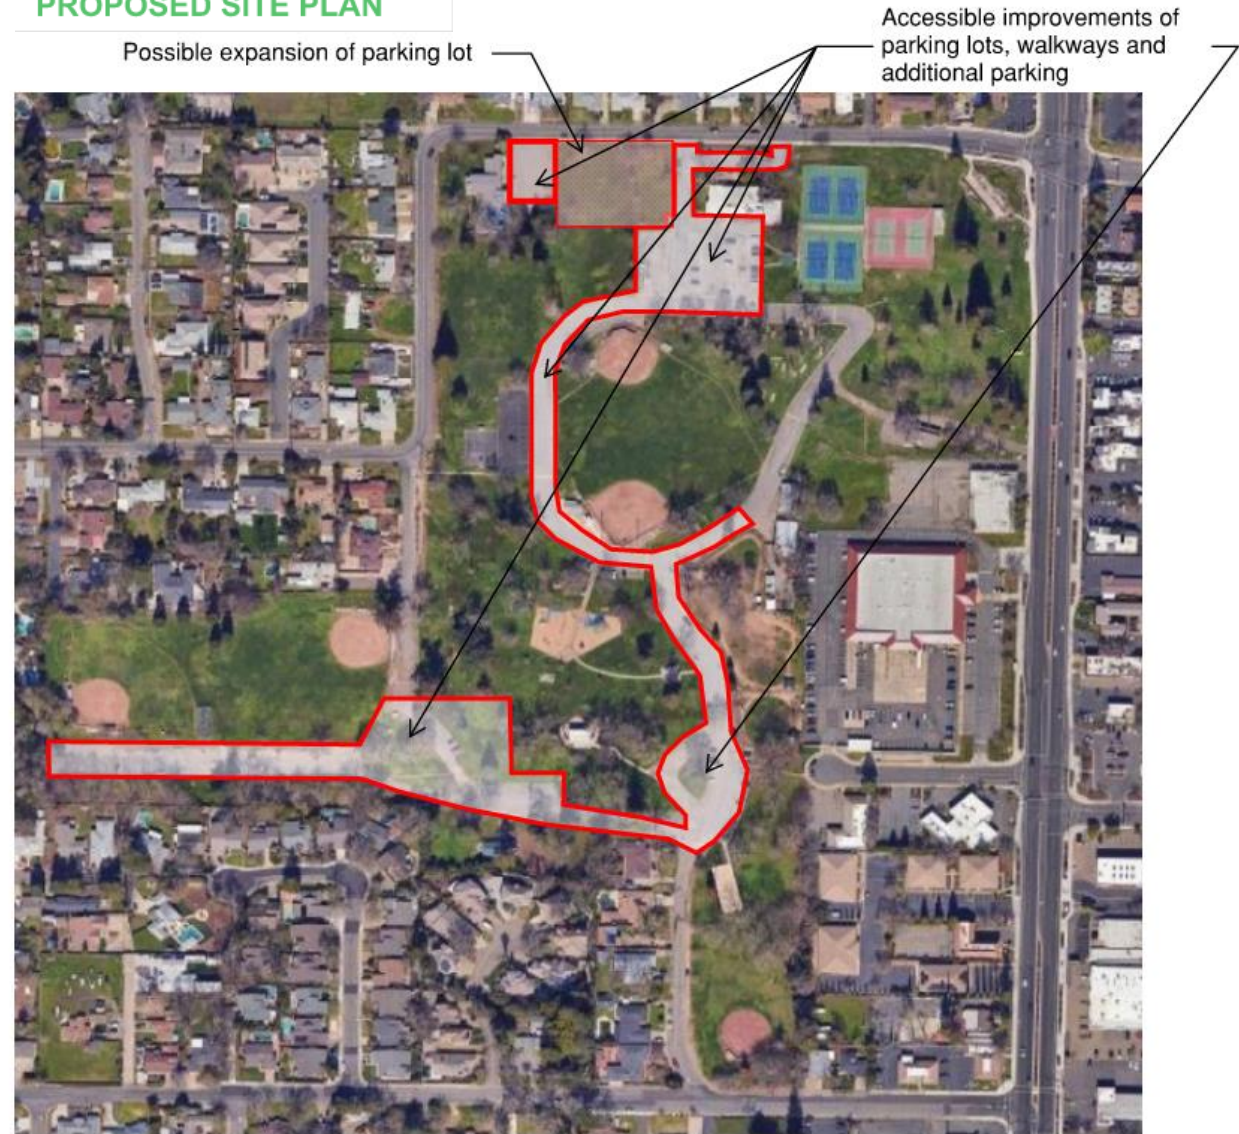 PROPOSED SITE PLAN
Possible expansion of parking lot
Accessible improvements of
parking lots, walkways and
additional parking